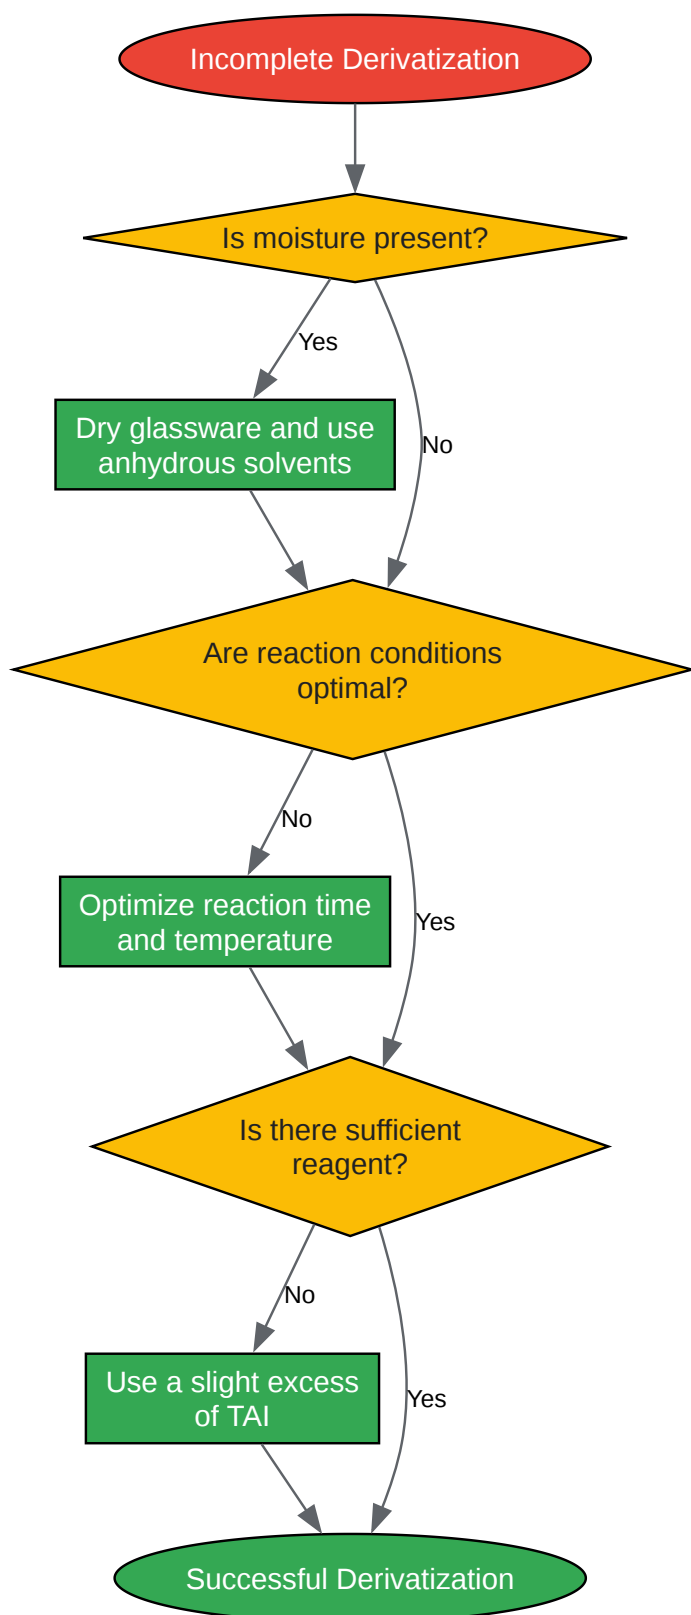 Incomplete Derivatization
Is moisture present?
Yes
Dry glassware and use
anhydrous solvents
No
Are reaction conditions
optimal?
No
Optimize reaction time
and temperature
Yes
Is there sufficient
reagent?
No
Use a slight excess
of TAI
Yes
Successful Derivatization